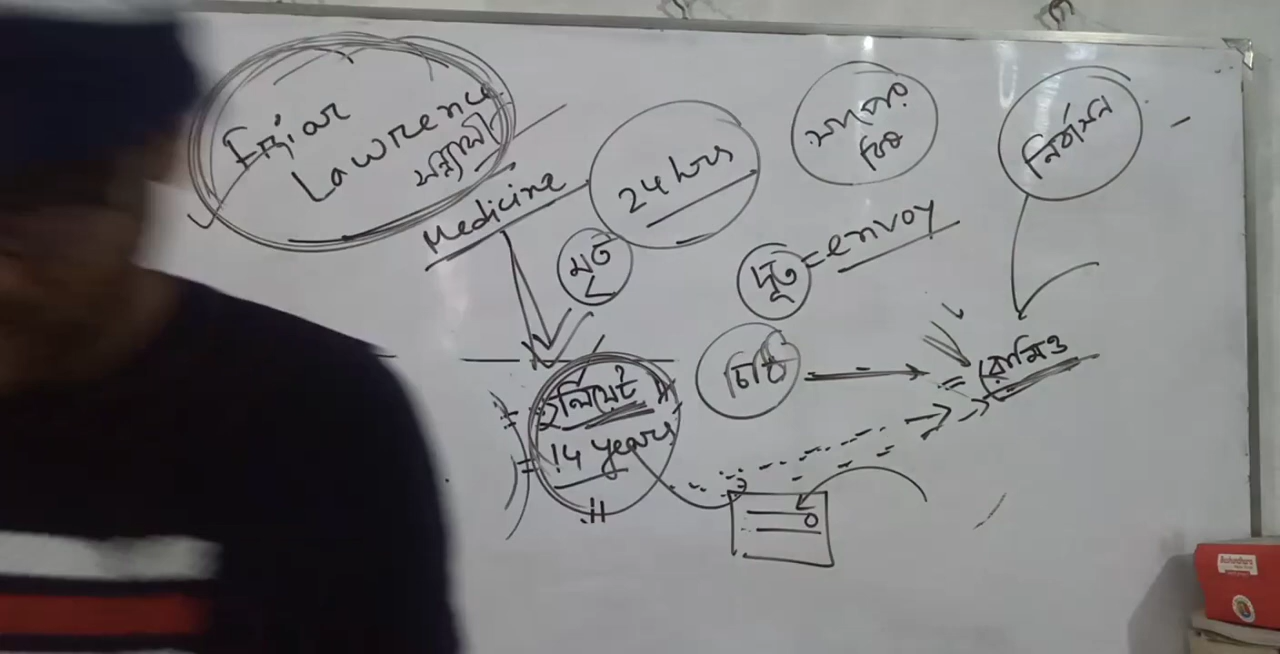 Friar
Lawrence
সন্ন্যাসী
Medicine
24 hrs
মৃত
দূত = envoy
নির্বাসন
জুলিয়েট
14 years
চিঠি
= রোমিও